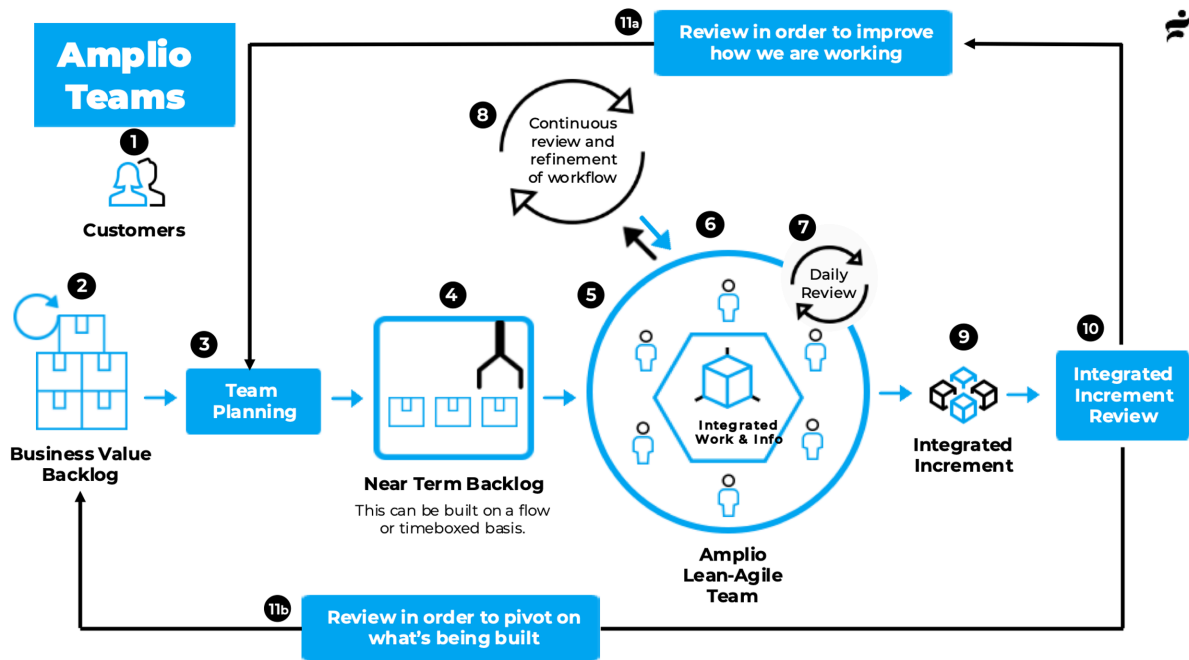 Amplio
Teams
1
Customers
2
Business Value
Backlog
3
Team
Planning
4
Near Term Backlog
This can be built on a flow
or timeboxed basis.
5
6
Integrated
Work & Info
Amplio
Lean-Agile
Team
7
Daily
Review
8
Continuous
review and
refinement
of workflow
9
Integrated
Increment
10
Integrated
Increment
Review
11a
Review in order to improve
how we are working
11b
Review in order to pivot on
what's being built